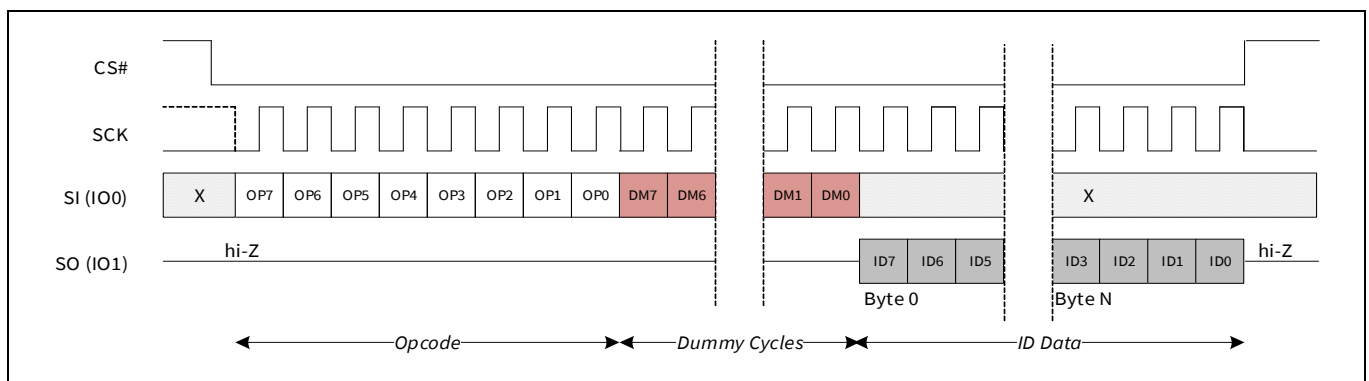 CS#
SCK
SI (IO0) X OP7 OP6 OP5 OP4 OP3 OP2 OP1 OP0 DM7 DM6 DM1 DM0 X
hi-Z
SO (IO1) ID7 ID6 ID5 ID3 ID2 ID1 ID0 hi-Z
Byte 0 Byte N
Opcode Dummy Cycles ID Data